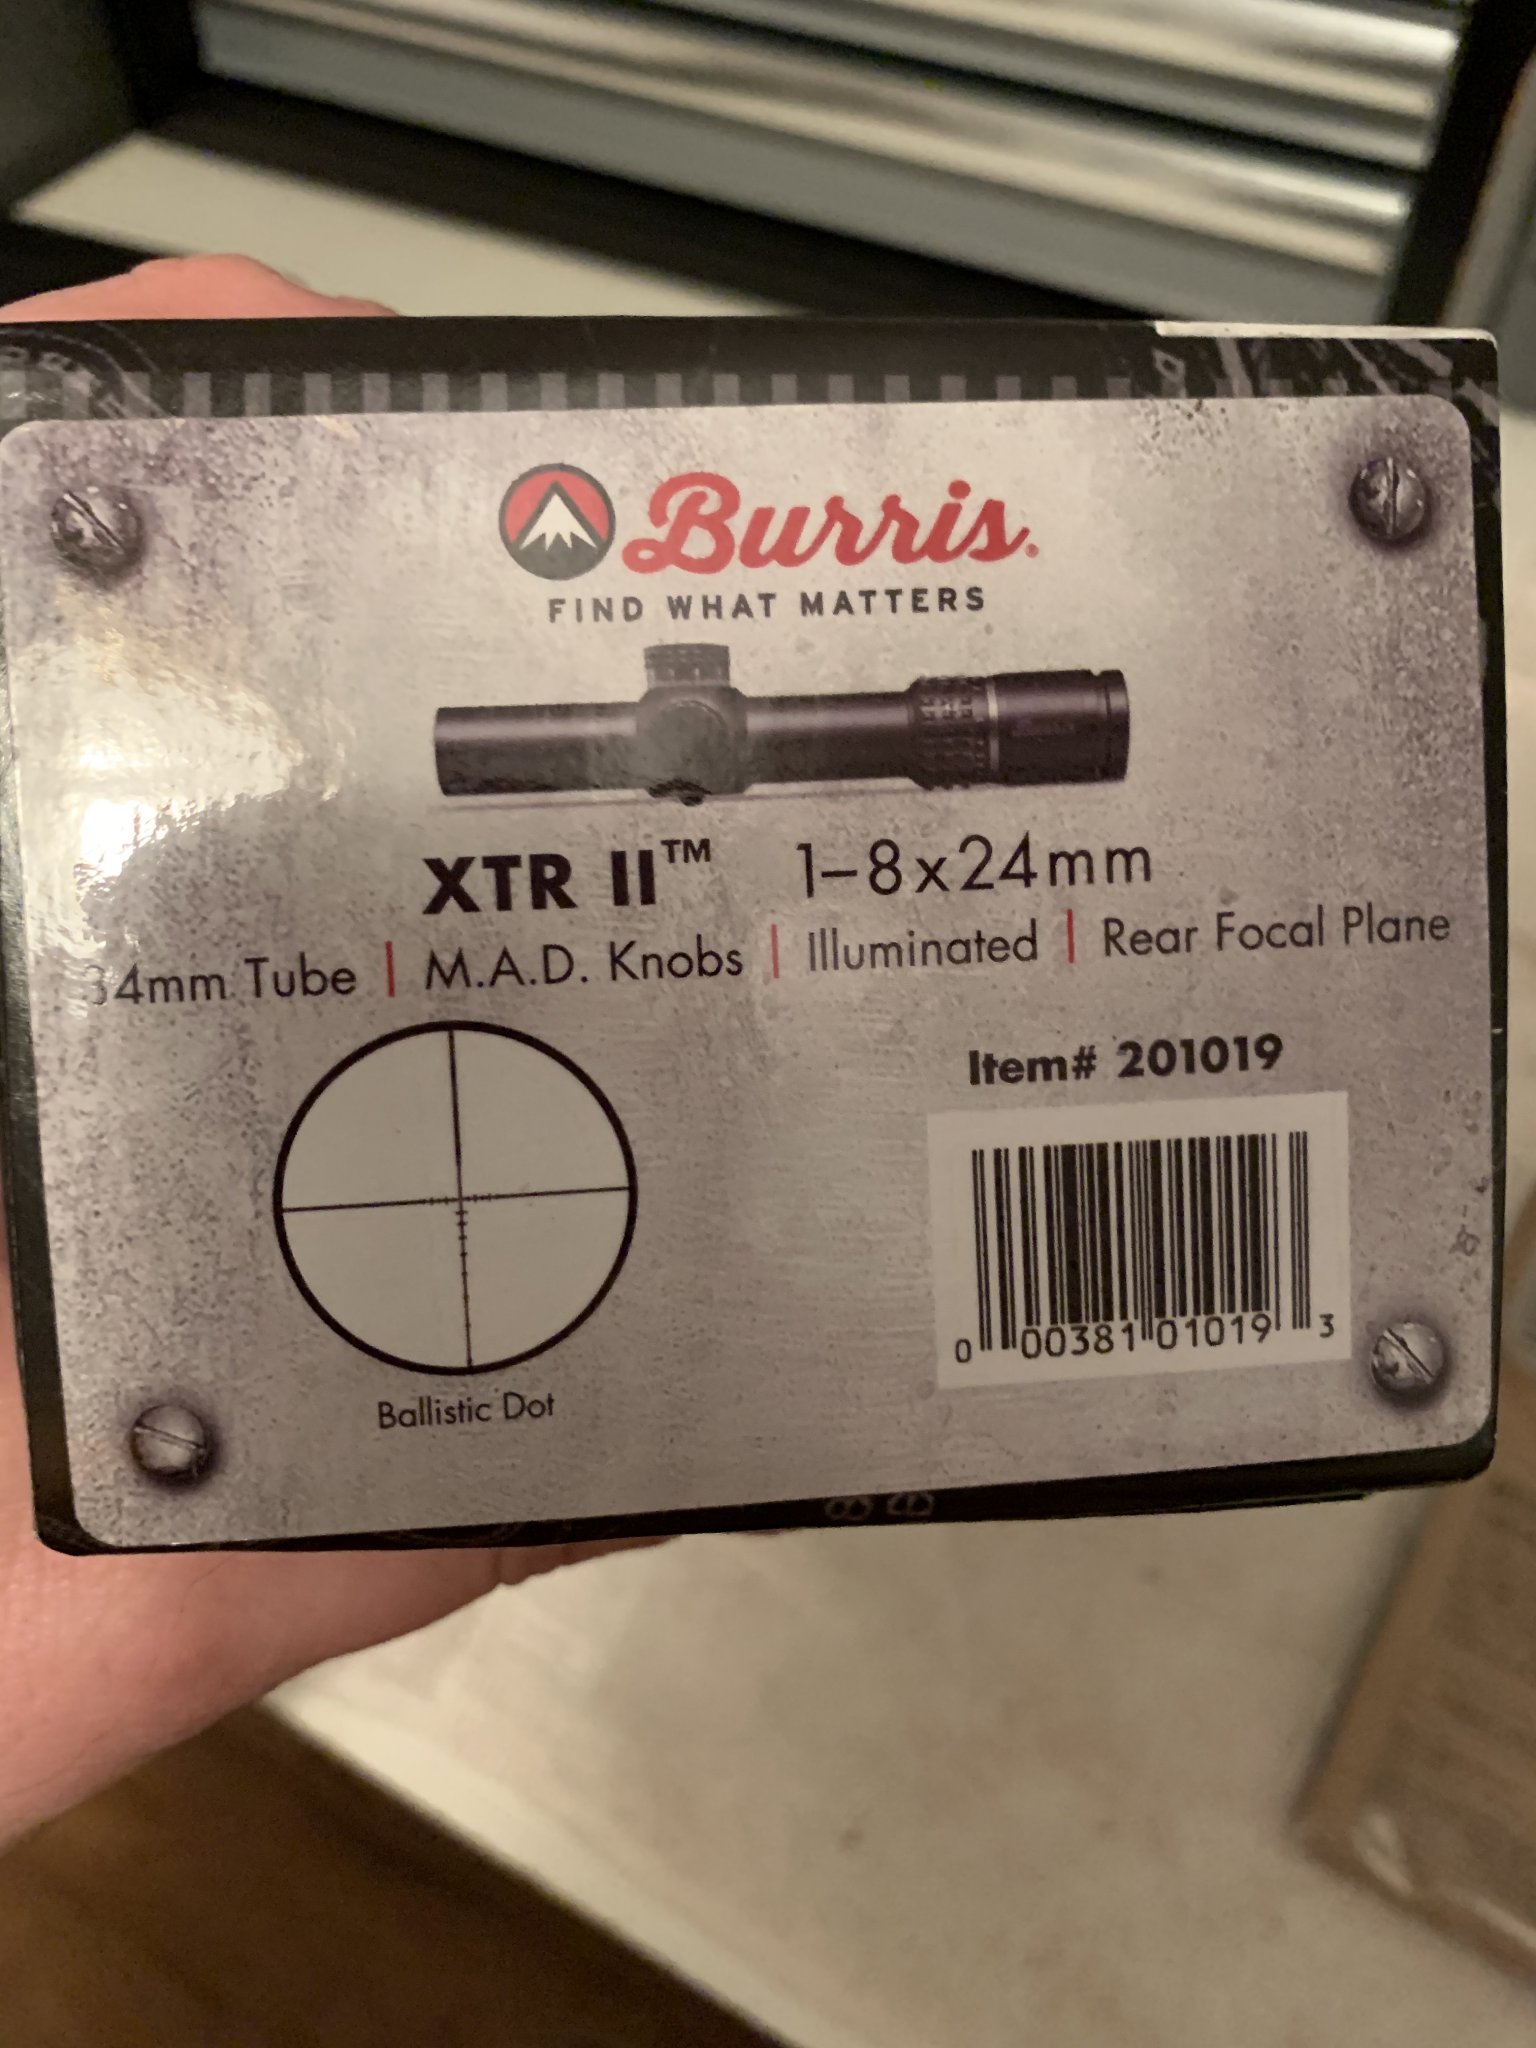 Burris
FIND WHAT MATTERS
XTR II™ 1–8x24mm
34mm Tube | M.A.D. Knobs | Illuminated | Rear Focal Plane
Item# 201019
0 00381 01019 3
Ballistic Dot